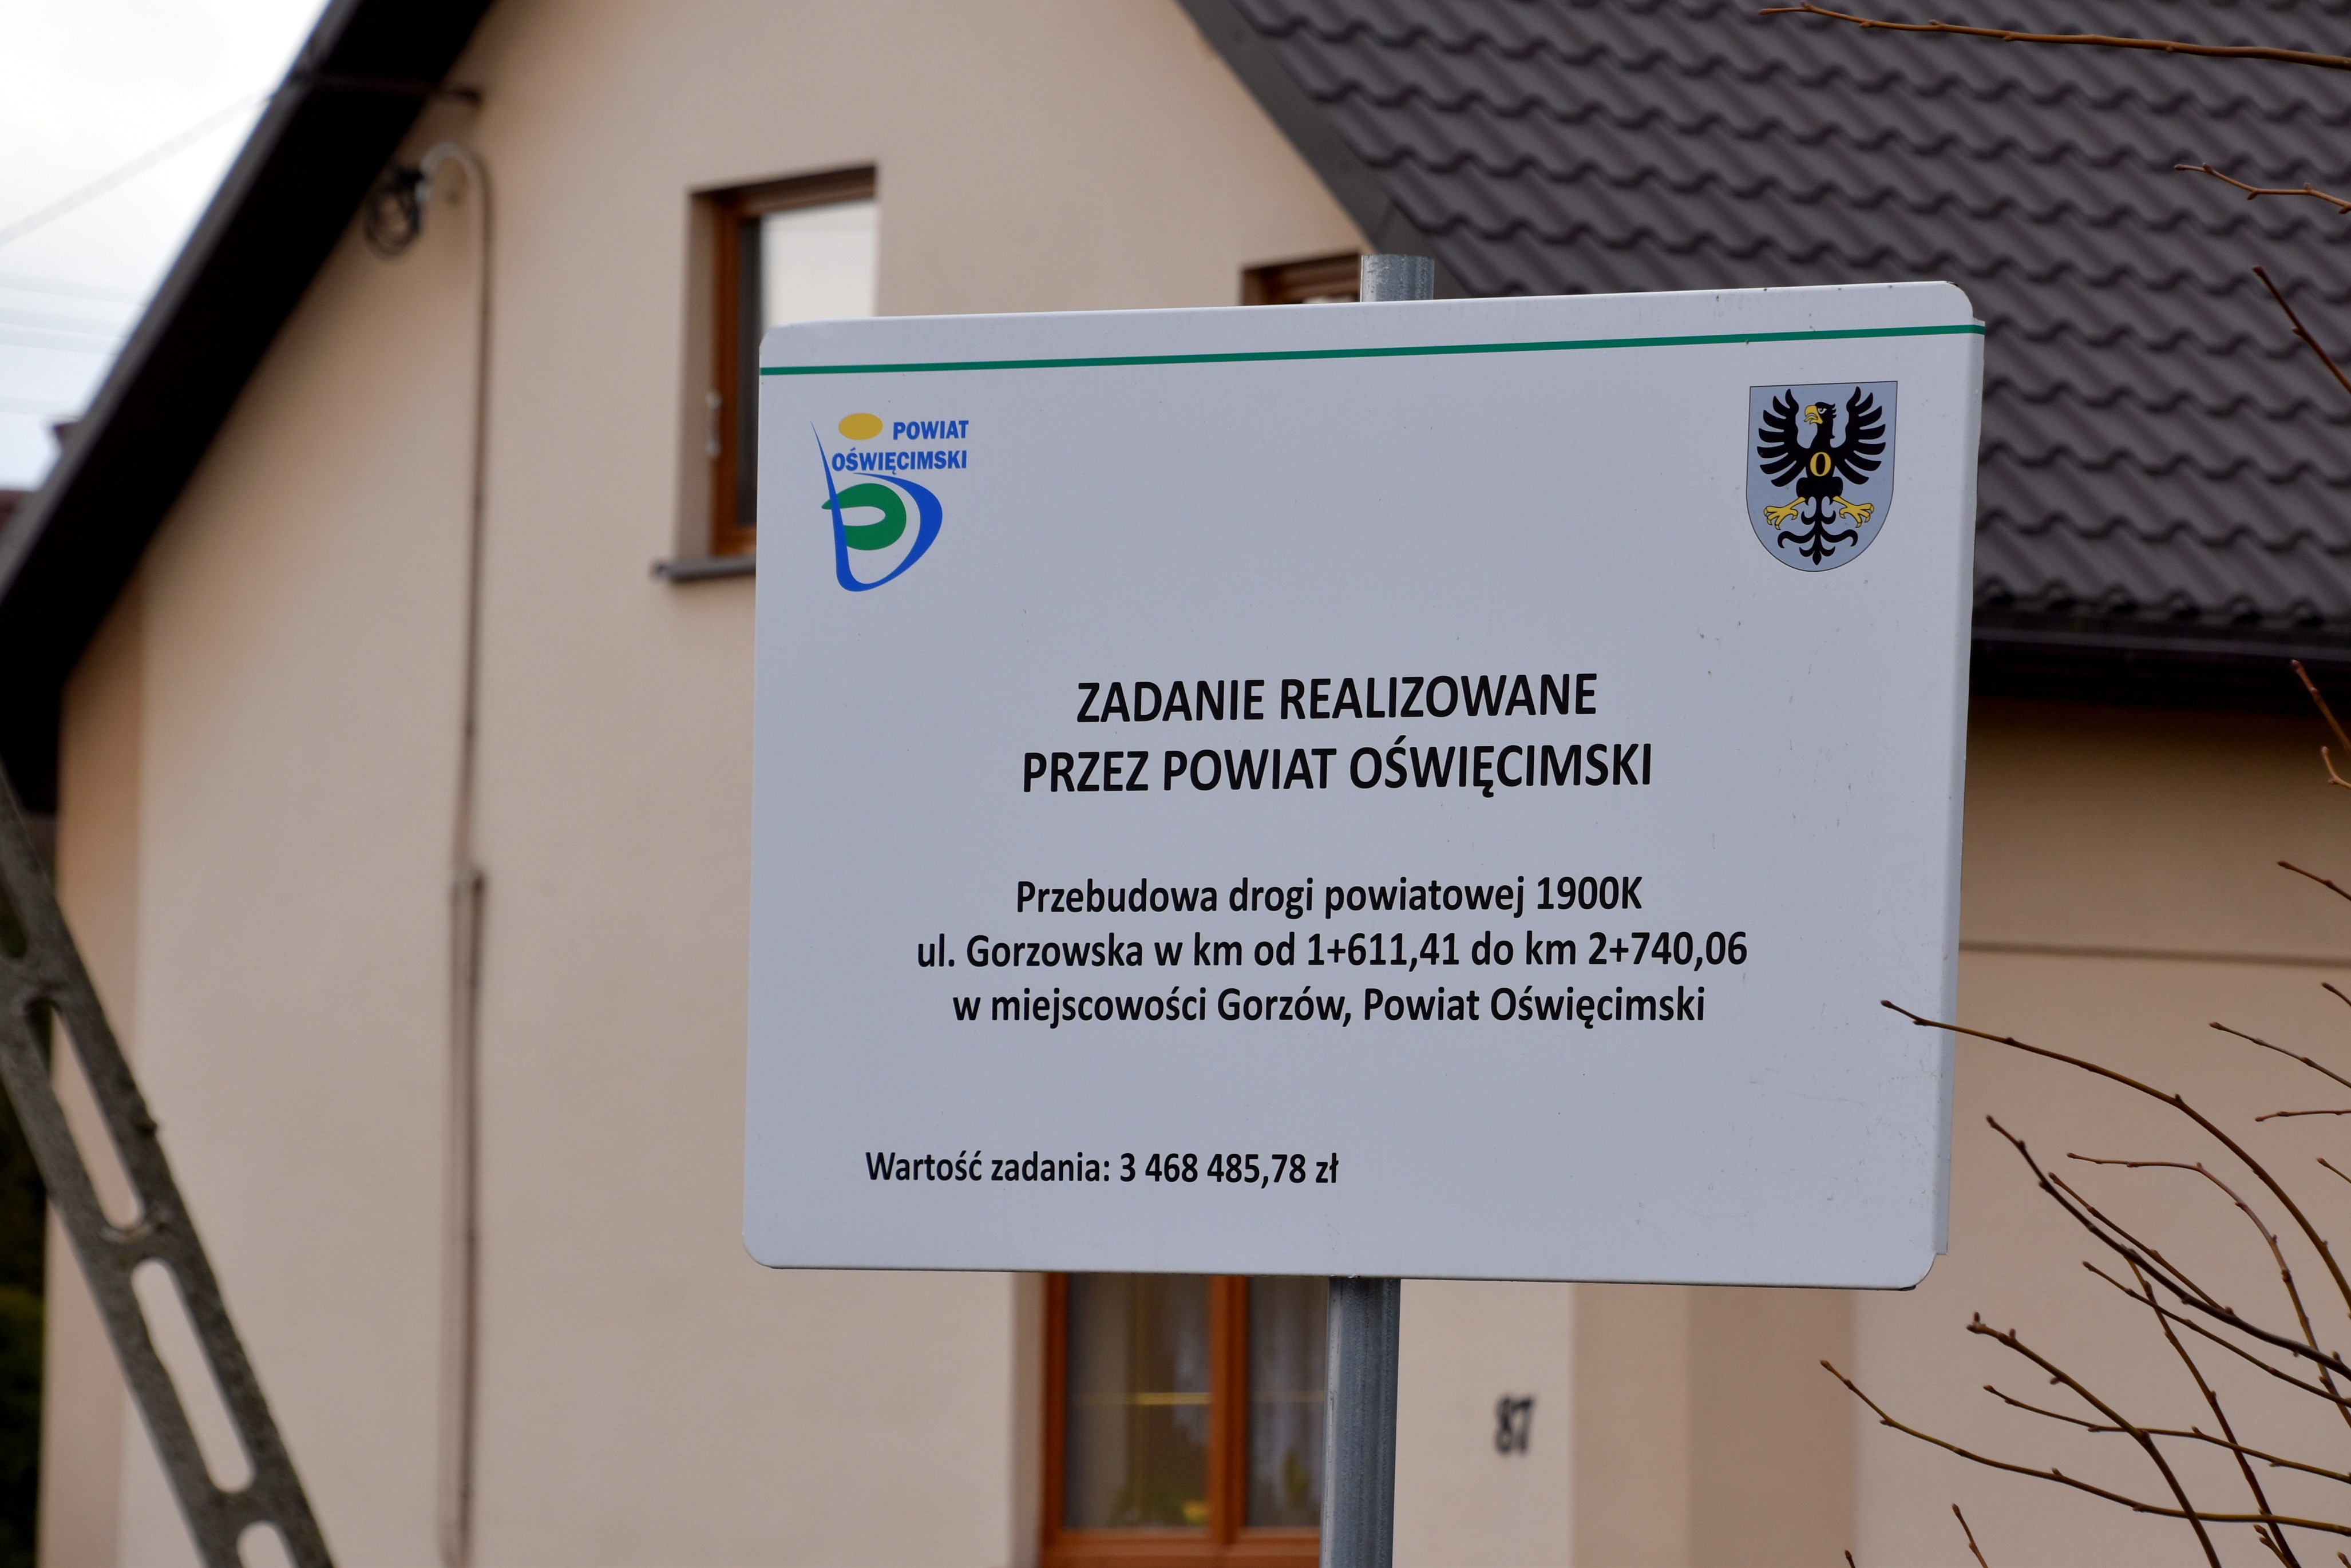 POWIAT
OŚWIĘCIMSKI
O
ZADANIE REALIZOWANE
PRZEZ POWIAT OŚWIĘCIMSKI
Przebudowa drogi powiatowej 1900K
ul. Gorzowska w km od 1+611,41 do km 2+740,06
w miejscowości Gorzów, Powiat Oświęcimski
Wartość zadania: 3 468 485,78 zł
87